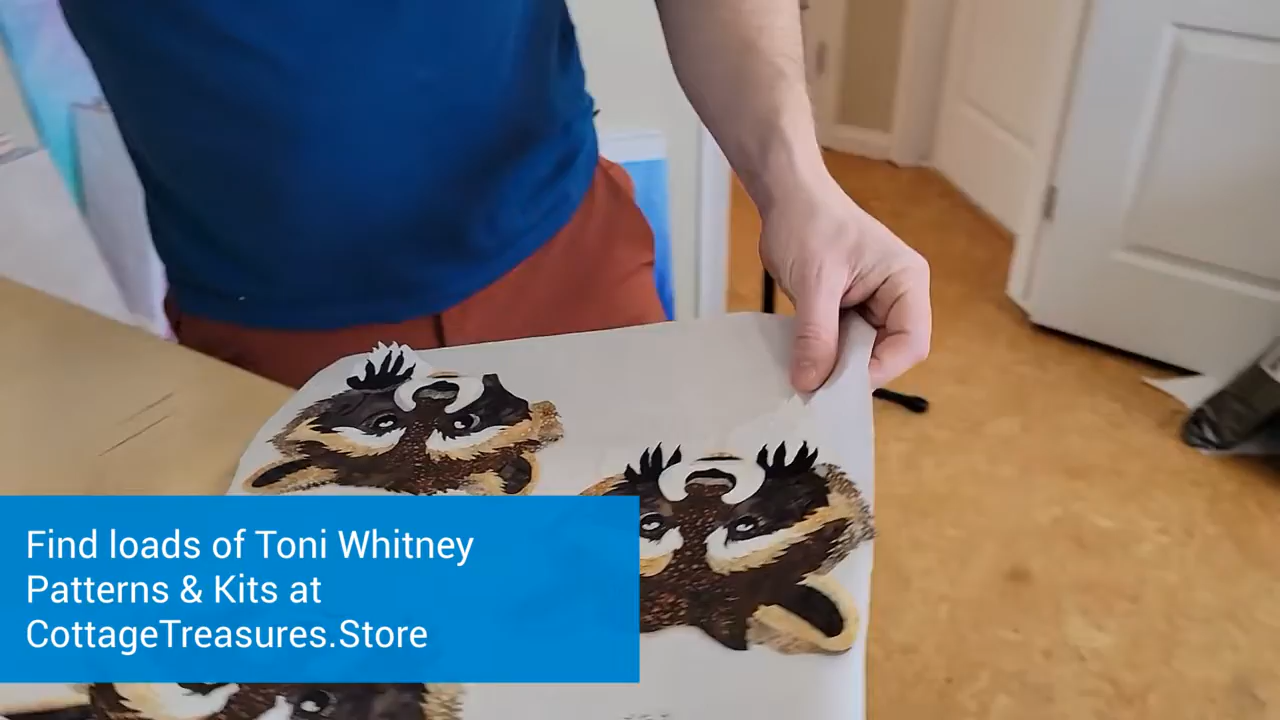 Find loads of Toni Whitney
Patterns & Kits at
CottageTreasures.Store